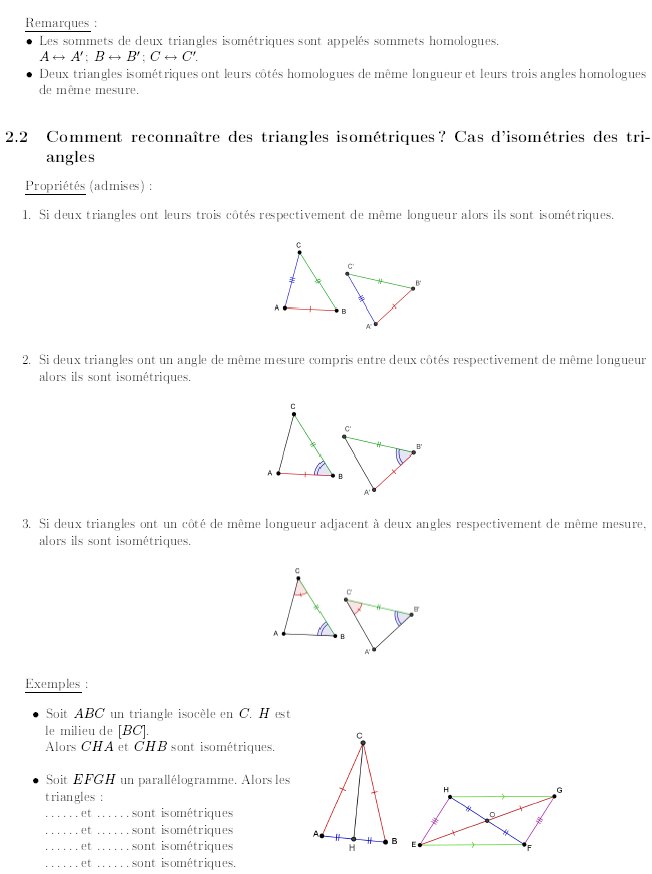 Remarques :
• Les sommets de deux triangles isométriques sont appelés sommets homologues.
A ↔ A'; B ↔ B'; C ↔ C'.
• Deux triangles isométriques ont leurs côtés homologues de même longueur et leurs trois angles homologues
de même mesure.
2.2 Comment reconnaître des triangles isométriques ? Cas d'isométries des tri-
angles
Propriétés (admises) :
1. Si deux triangles ont leurs trois côtés respectivement de même longueur alors ils sont isométriques.
C
C'
B'
A
B
A'
2. Si deux triangles ont un angle de même mesure compris entre deux côtés respectivement de même longueur
alors ils sont isométriques.
C
C'
B'
A
B
A'
3. Si deux triangles ont un côté de même longueur adjacent à deux angles respectivement de même mesure,
alors ils sont isométriques.
C
C'
B'
A
B
A'
Exemples :
• Soit ABC un triangle isocèle en C. H est
le milieu de [BC].
Alors CHA et CHB sont isométriques.
• Soit EFGH un parallélogramme. Alors les
triangles :
...... et ...... sont isométriques
...... et ...... sont isométriques
...... et ...... sont isométriques
...... et ...... sont isométriques.
C
A
H
B
H
G
O
E
F